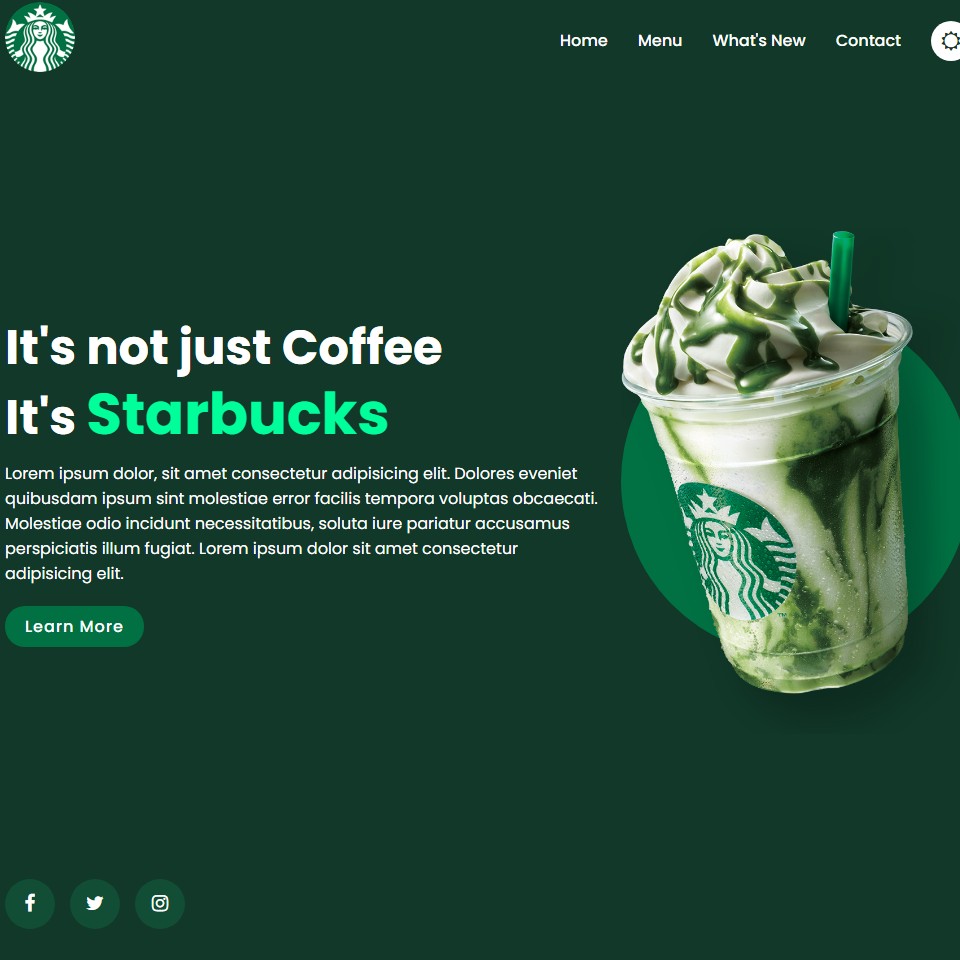 Home Menu What's New Contact
It's not just Coffee
It's Starbucks
Lorem ipsum dolor, sit amet consectetur adipisicing elit. Dolores eveniet
quibusdam ipsum sint molestiae error facilis tempora voluptas obcaecati.
Molestiae odio incidunt necessitatibus, soluta iure pariatur accusamus
perspiciatis illum fugiat. Lorem ipsum dolor sit amet consectetur
adipisicing elit.
Learn More